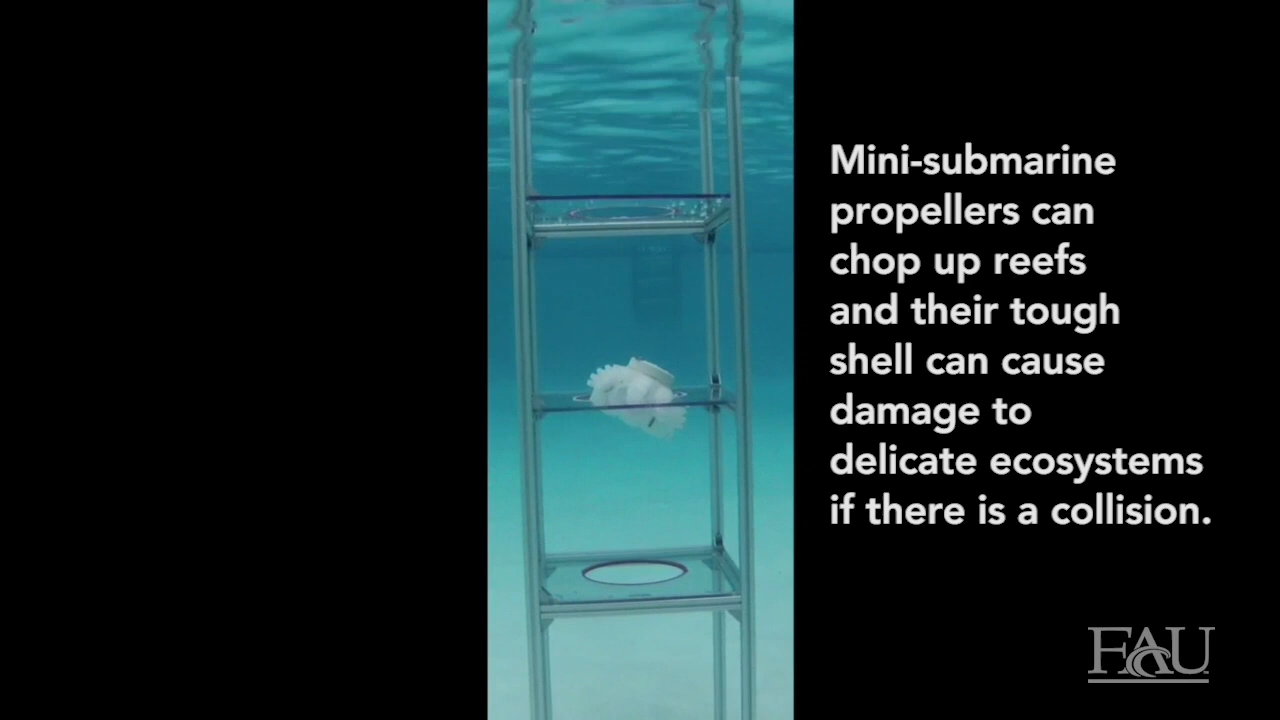 Mini-submarine
propellers can
chop up reefs
and their tough
shell can cause
damage to
delicate ecosystems
if there is a collision.
FAU